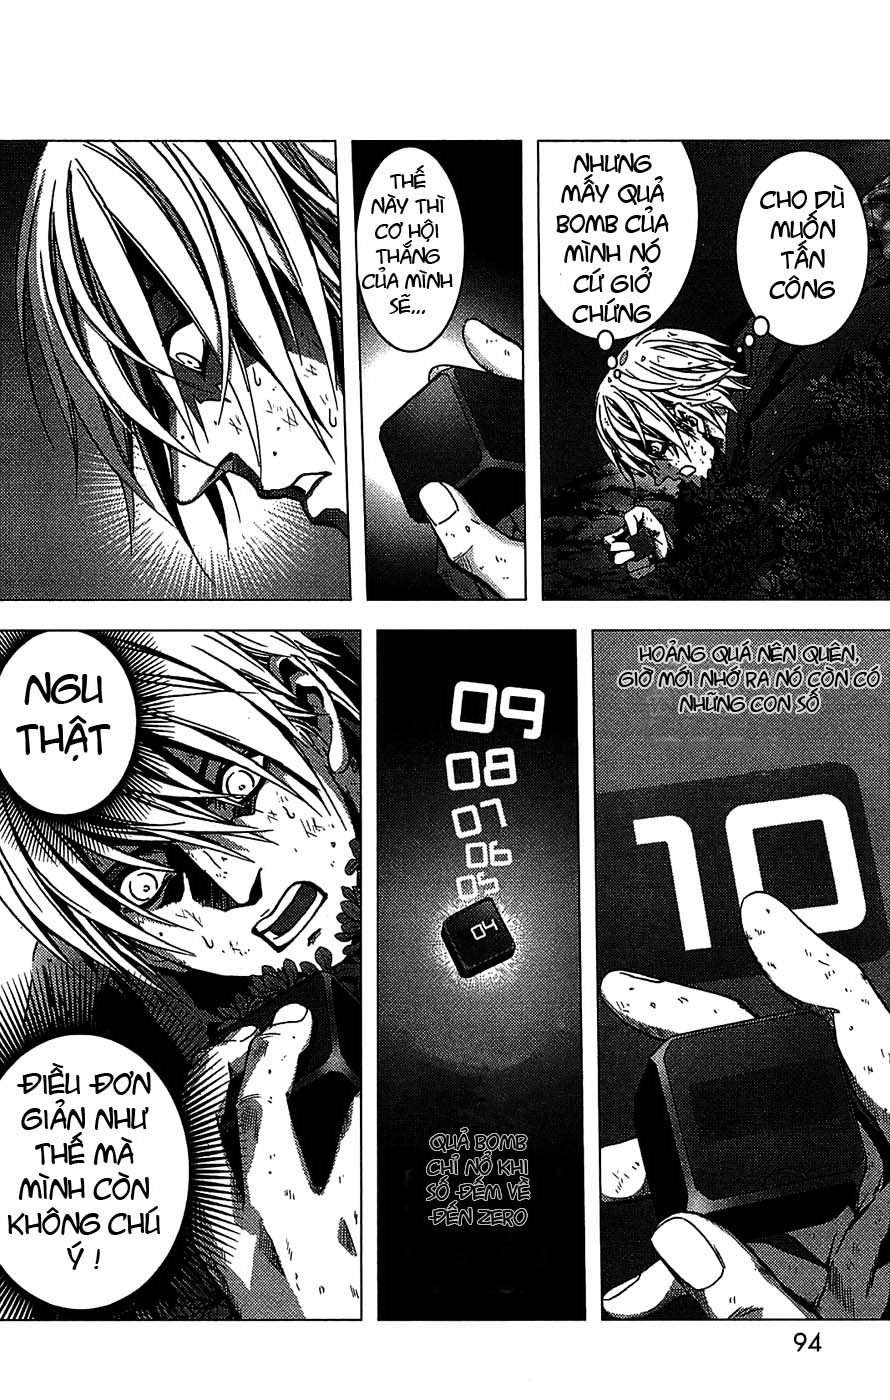 CHO DÙ
MUỐN
TẤN
CÔNG
NHƯNG
MẤY QUẢ
BOMB CỦA
MÌNH NÓ
CỨ GIỞ
CHỨNG
THẾ
NÀY THÌ
CƠ HỘI
THẮNG
CỦA MÌNH
SẼ...
HOẢNG QUÁ NÊN QUÊN,
GIỜ MỚI NHỚ RA NÓ CÒN CÓ
NHỮNG CON SỐ
10
09
08
07
06
05
04
QUẢ BOMB
CHỈ NỔ KHI
SỐ ĐẾM VỀ
ĐẾN ZERO
NGU
THẬT
ĐIỀU ĐƠN
GIẢN NHƯ
THẾ MÀ
MÌNH CÒN
KHÔNG CHÚ
Ý !
94